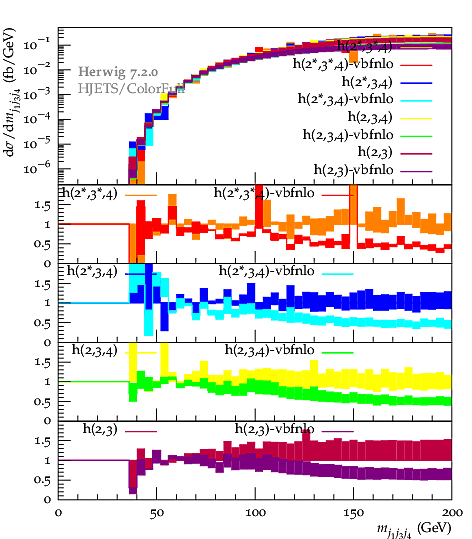 dσ/dm_{j1j3j4} (fb/GeV)
10⁻¹
10⁻²
10⁻³
10⁻⁴
10⁻⁵
10⁻⁶
Herwig 7.2.0
HJETS/ColorFull
h(2*,3*,4)
h(2*,3*,4)-vbfnlo
h(2*,3,4)
h(2*,3,4)-vbfnlo
h(2,3,4)
h(2,3,4)-vbfnlo
h(2,3)
h(2,3)-vbfnlo
h(2*,3*,4) h(2*,3*,4)-vbfnlo
1.5
1
0.5
0
h(2*,3,4) h(2*,3,4)-vbfnlo
1.5
1
0.5
0
h(2,3,4) h(2,3,4)-vbfnlo
1.5
1
0.5
0
h(2,3) h(2,3)-vbfnlo
1.5
1
0.5
0
0 50 100 150 200
m_{j1j3j4} (GeV)